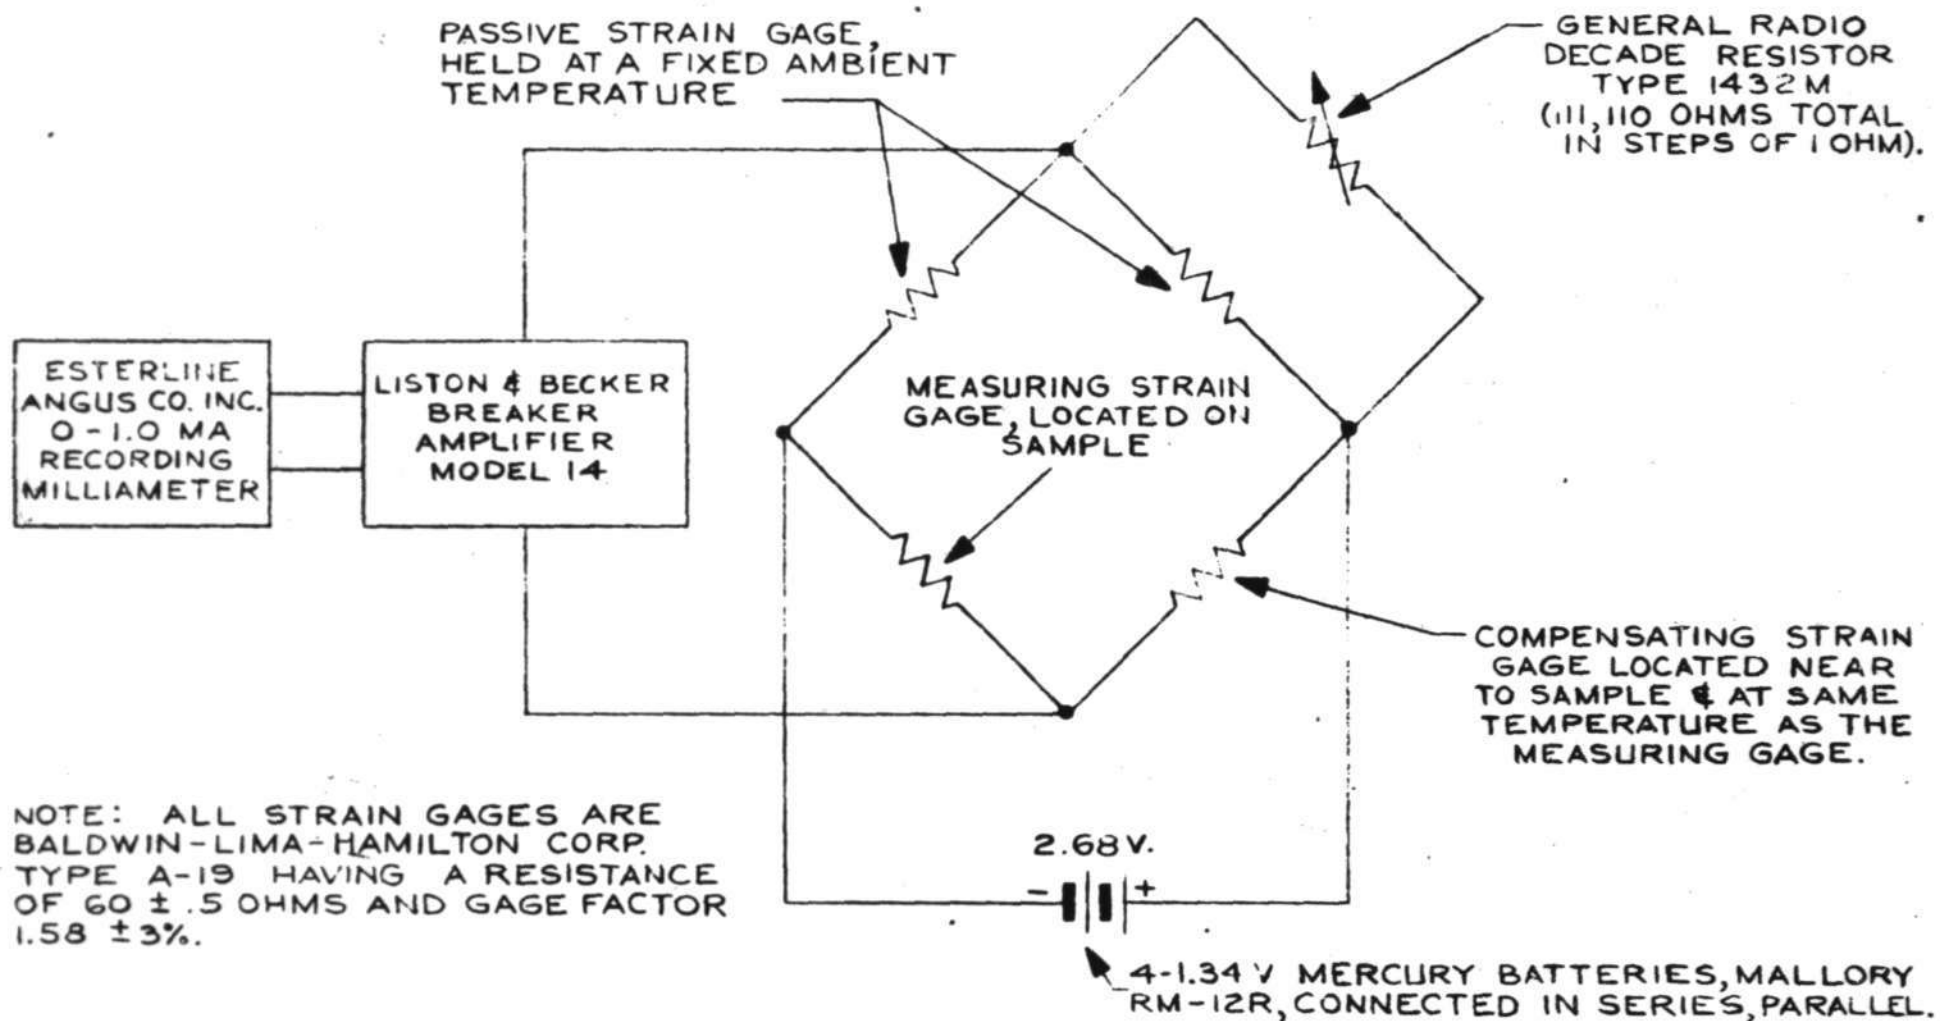 PASSIVE STRAIN GAGE,
HELD AT A FIXED AMBIENT
TEMPERATURE
GENERAL RADIO
DECADE RESISTOR
TYPE 1432M
(111,110 OHMS TOTAL
IN STEPS OF 1 OHM).
ESTERLINE
ANGUS CO. INC.
0-1.0 MA
RECORDING
MILLIAMETER
LISTON & BECKER
BREAKER
AMPLIFIER
MODEL 14
MEASURING STRAIN
GAGE, LOCATED ON
SAMPLE
COMPENSATING STRAIN
GAGE LOCATED NEAR
TO SAMPLE & AT SAME
TEMPERATURE AS THE
MEASURING GAGE.
NOTE: ALL STRAIN GAGES ARE
BALDWIN-LIMA-HAMILTON CORP.
TYPE A-19 HAVING A RESISTANCE
OF 60 ± .5 OHMS AND GAGE FACTOR
1.58 ±3%.
2.68 V.
- +
4-1.34 V MERCURY BATTERIES, MALLORY
RM-12R, CONNECTED IN SERIES, PARALLEL.